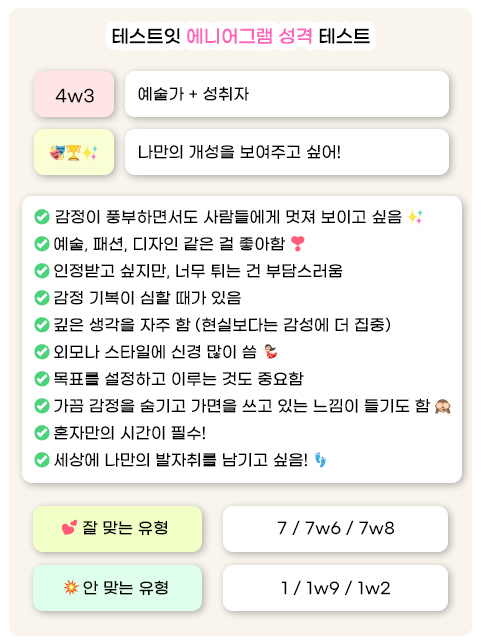 테스트잇 에니어그램 성격 테스트
4w3
예술가 + 성취자
나만의 개성을 보여주고 싶어!
감정이 풍부하면서도 사람들에게 멋져 보이고 싶음
예술, 패션, 디자인 같은 걸 좋아함
인정받고 싶지만, 너무 튀는 건 부담스러움
감정 기복이 심할 때가 있음
깊은 생각을 자주 함 (현실보다는 감성에 더 집중)
외모나 스타일에 신경 많이 씀
목표를 설정하고 이루는 것도 중요함
가끔 감정을 숨기고 가면을 쓰고 있는 느낌이 들기도 함
혼자만의 시간이 필수!
세상에 나만의 발자취를 남기고 싶음!
잘 맞는 유형
7 / 7w6 / 7w8
안 맞는 유형
1 / 1w9 / 1w2